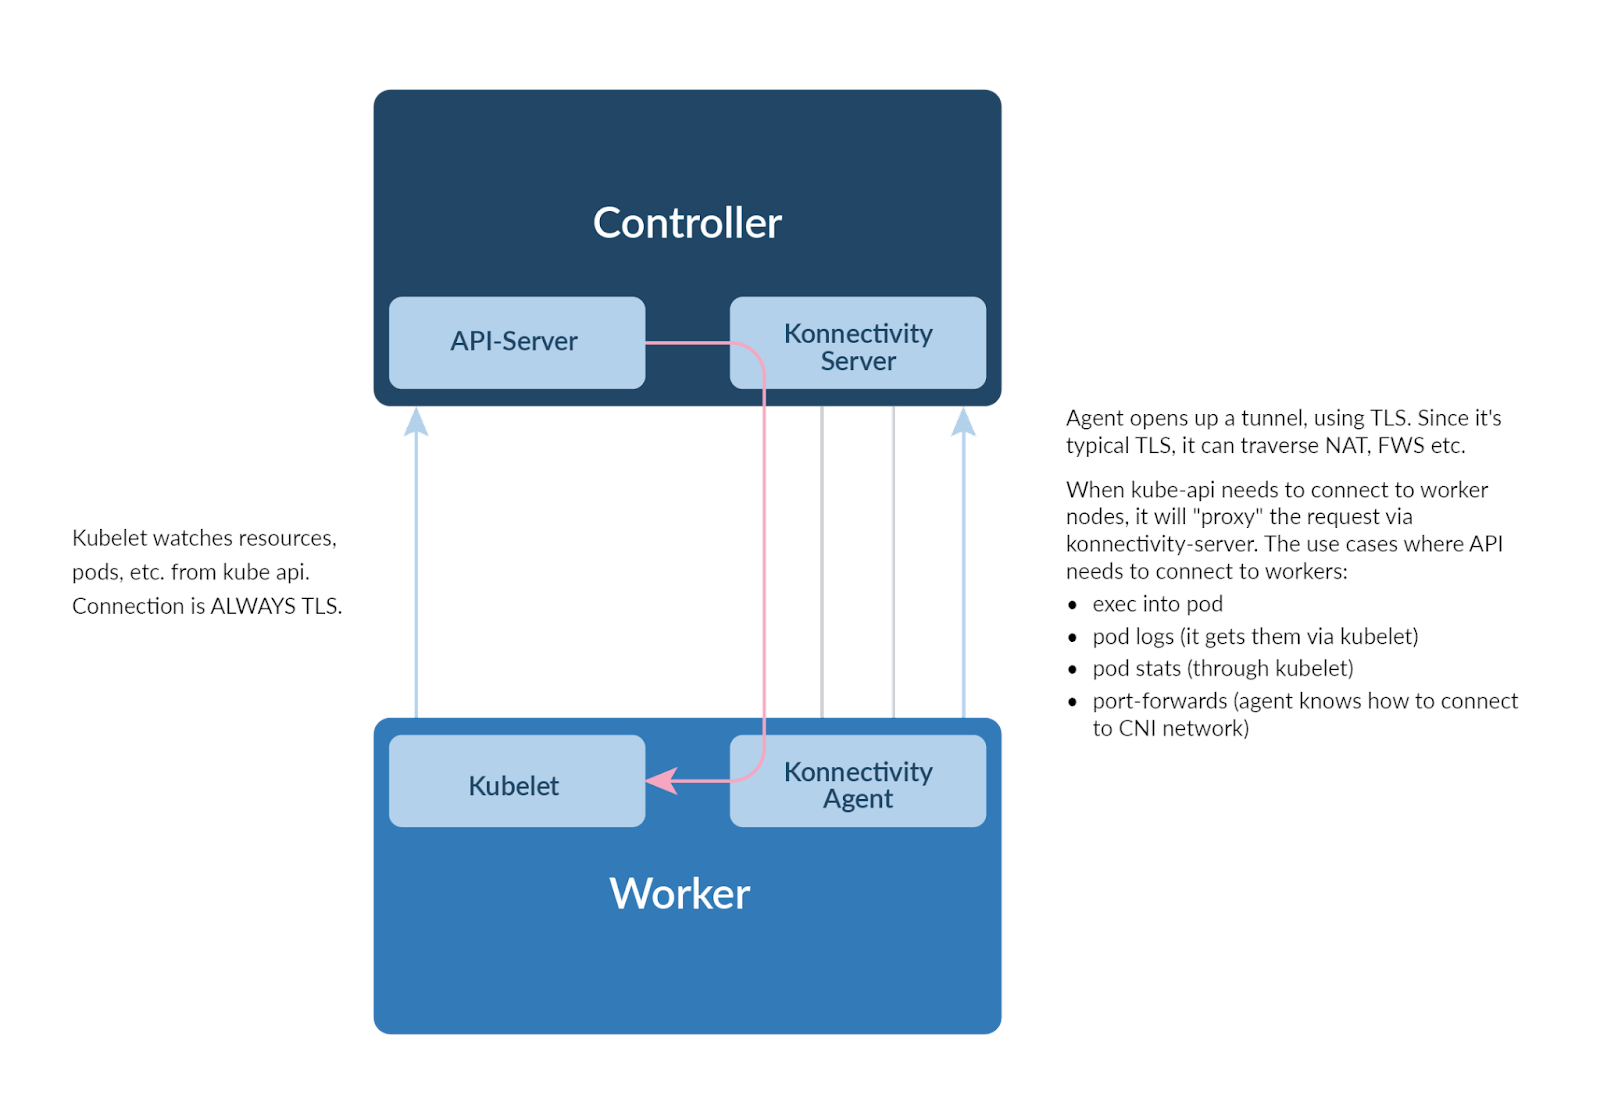 Controller
API-Server
Konnectivity
Server
Agent opens up a tunnel, using TLS. Since it's
typical TLS, it can traverse NAT, FWS etc.
When kube-api needs to connect to worker
nodes, it will "proxy" the request via
konnectivity-server. The use cases where API
needs to connect to workers:
• exec into pod
• pod logs (it gets them via kubelet)
• pod stats (through kubelet)
• port-forwards (agent knows how to connect
to CNI network)
Kubelet watches resources,
pods, etc. from kube api.
Connection is ALWAYS TLS.
Kubelet
Konnectivity
Agent
Worker